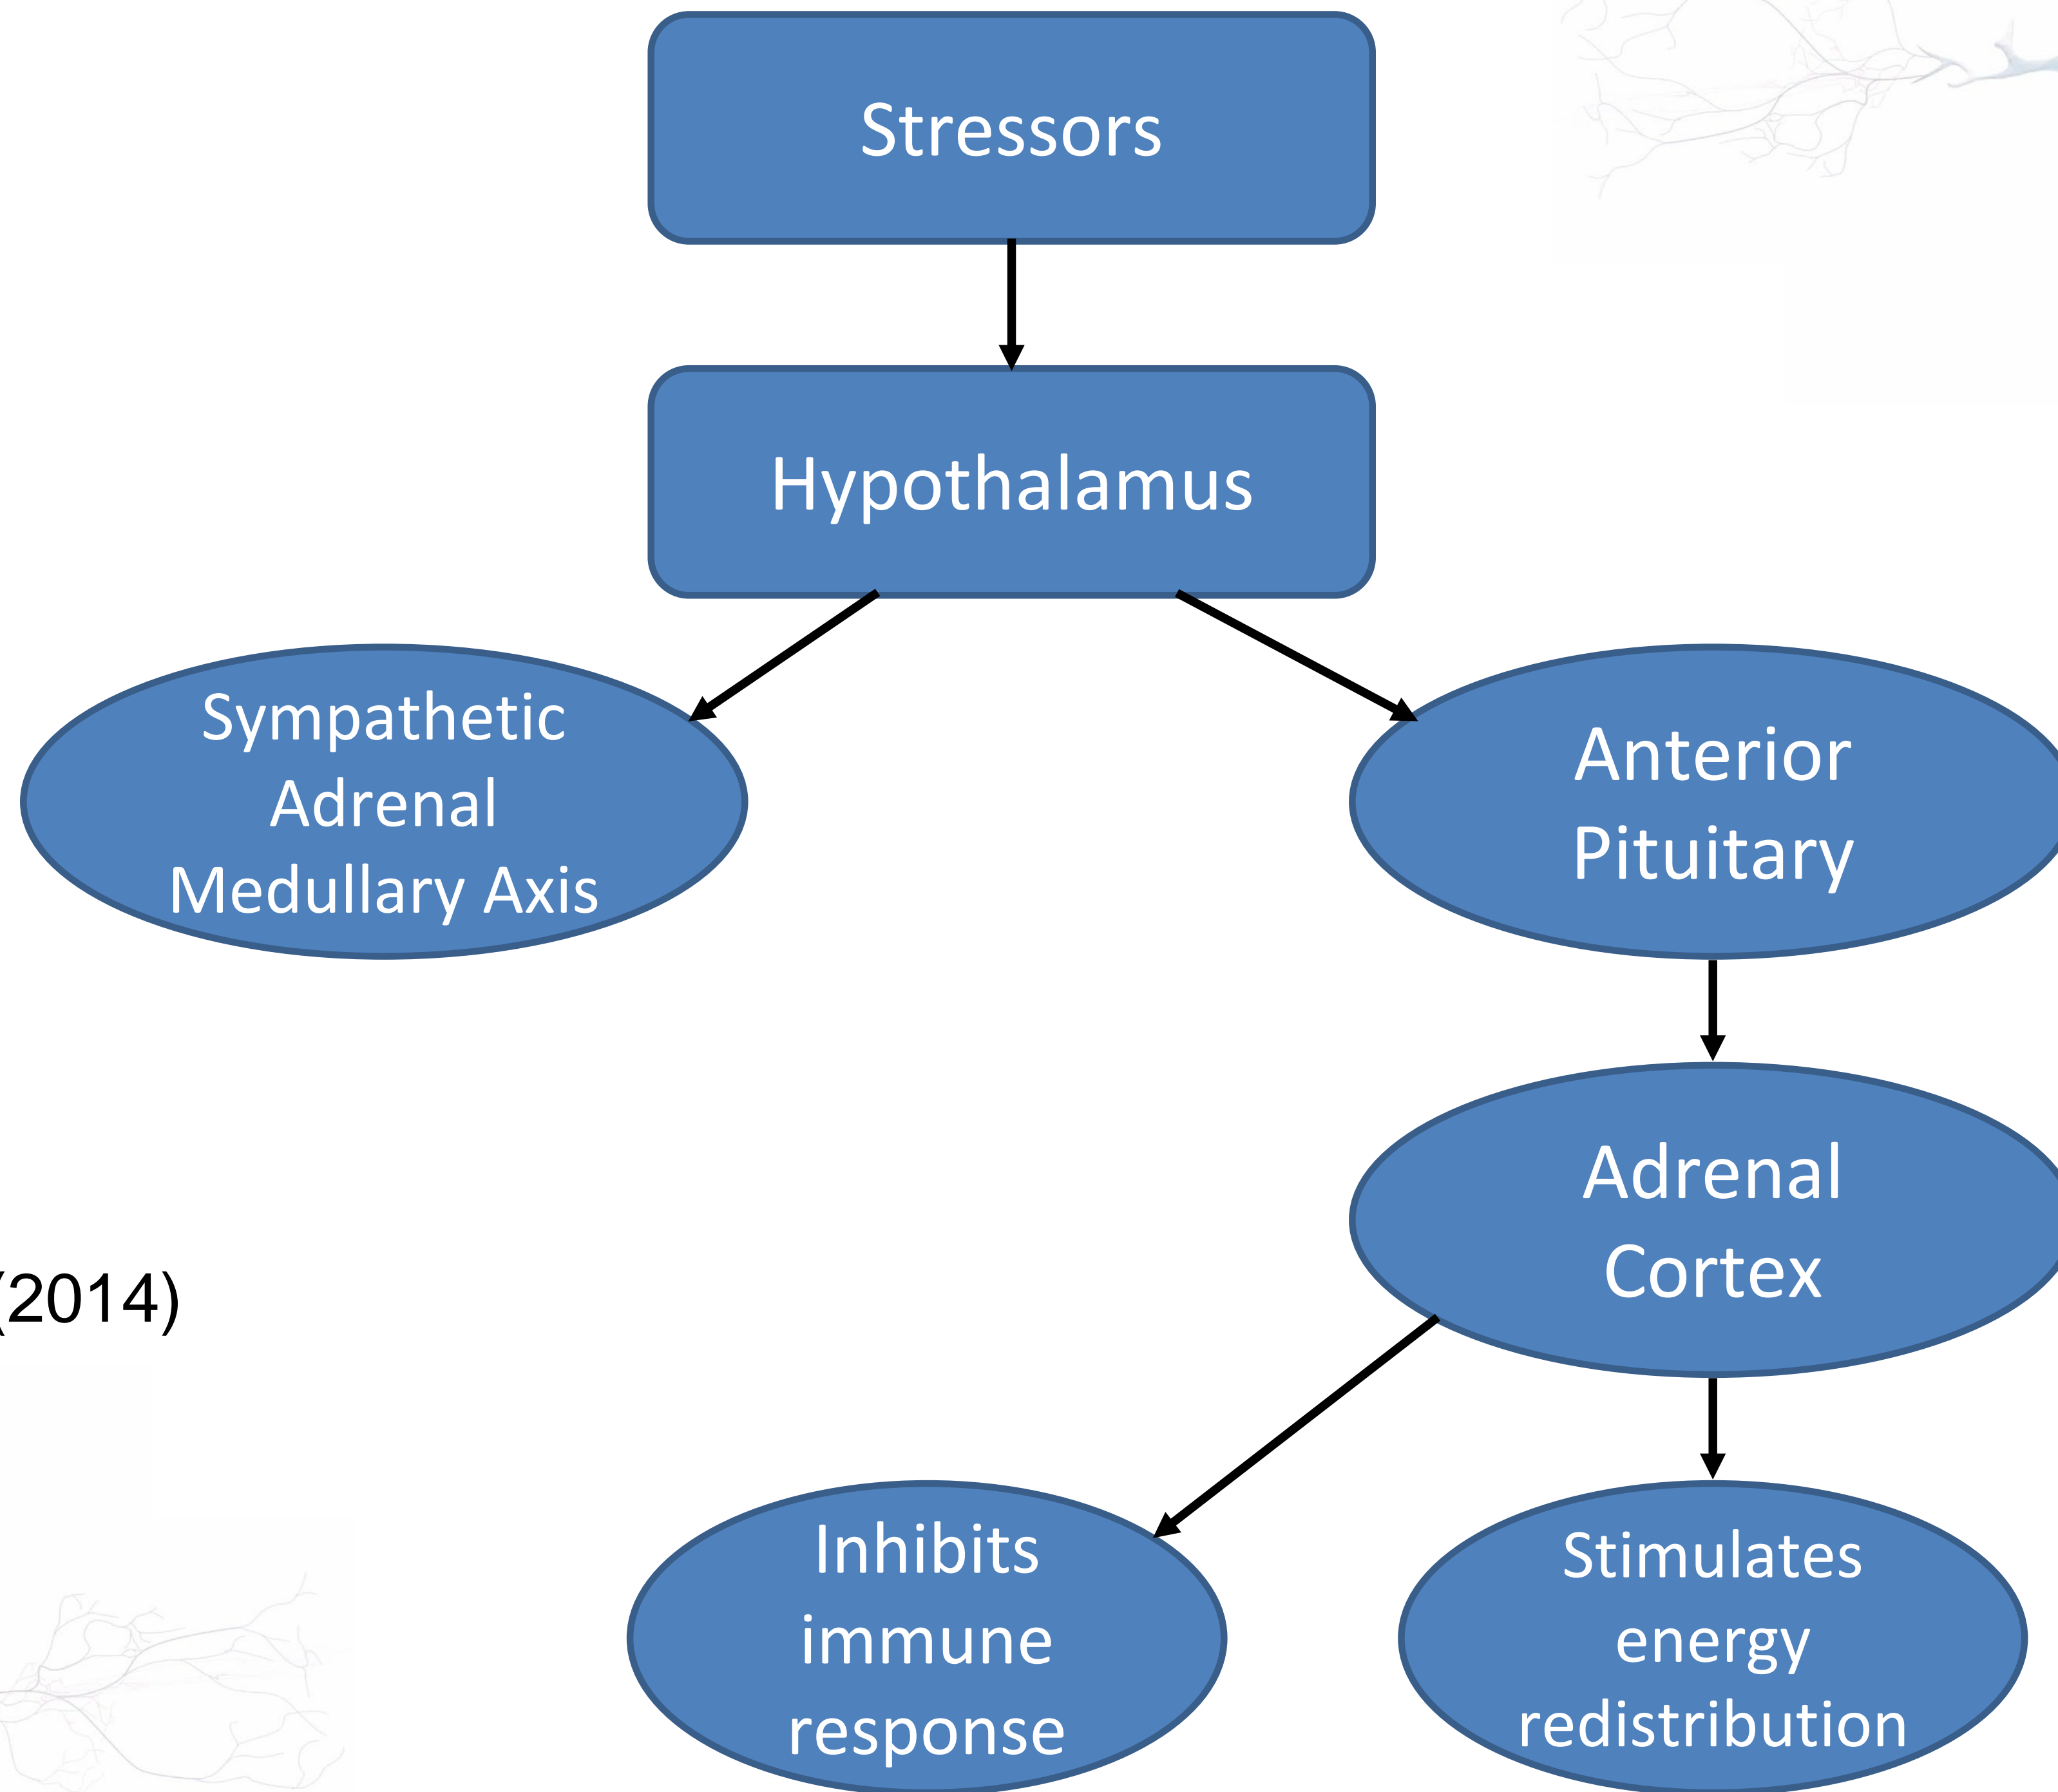 Stressors
Hypothalamus
Sympathetic
Adrenal
Medullary Axis
Anterior
Pituitary
Adrenal
Cortex
(2014)
Inhibits
immune
response
Stimulates
energy
redistribution